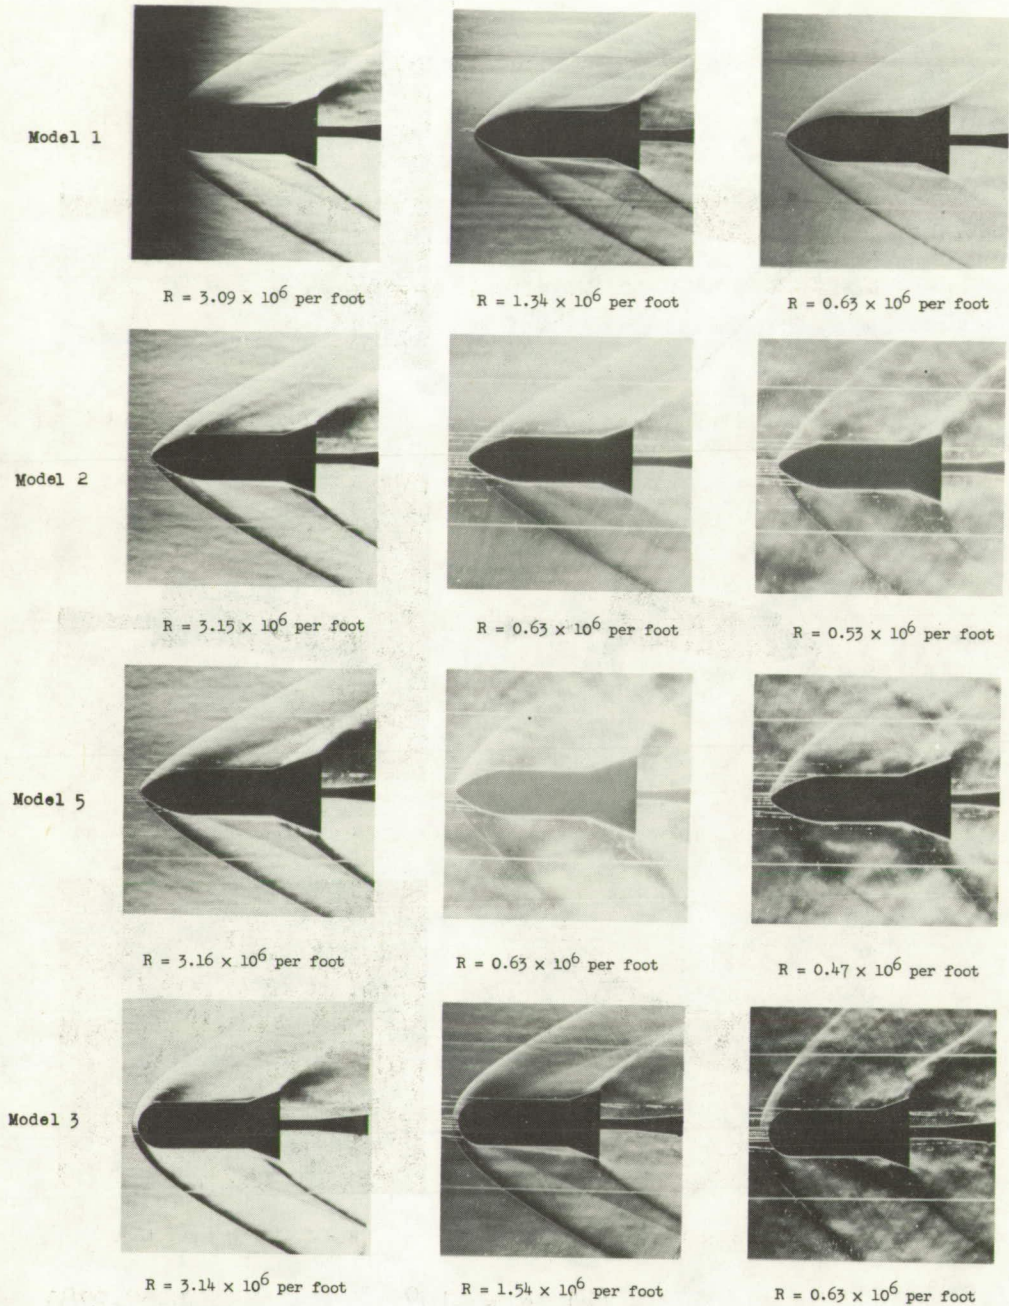 Model 1
R = 3.09 × 10⁶ per foot
R = 1.34 × 10⁶ per foot
R = 0.63 × 10⁶ per foot
Model 2
R = 3.15 × 10⁶ per foot
R = 0.63 × 10⁶ per foot
R = 0.53 × 10⁶ per foot
Model 5
R = 3.16 × 10⁶ per foot
R = 0.63 × 10⁶ per foot
R = 0.47 × 10⁶ per foot
Model 3
R = 3.14 × 10⁶ per foot
R = 1.54 × 10⁶ per foot
R = 0.63 × 10⁶ per foot